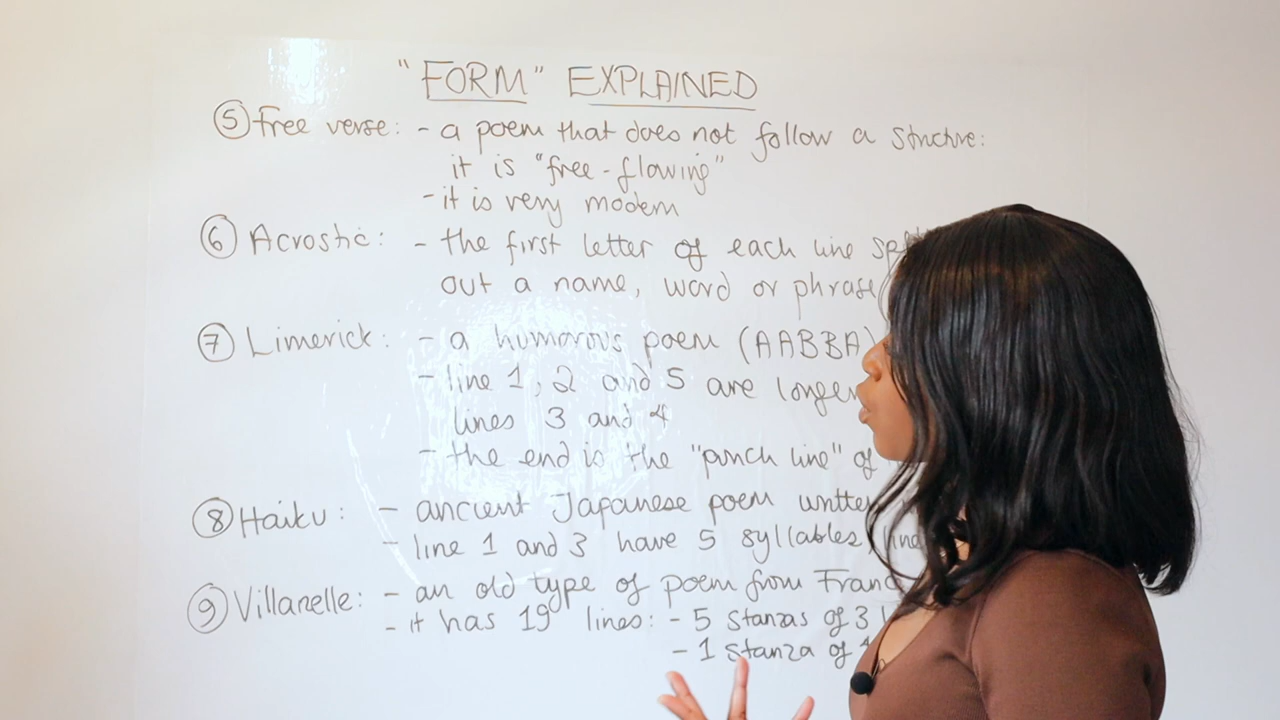 "FORM" EXPLAINED
⑤ Free verse: - a poem that does not follow a structure:
it is "free-flowing"
- it is very modern
⑥ Acrostic: - the first letter of each line
out a name, word or phrase
⑦ Limerick: - a humorous poem (AABBA)
- line 1, 2 and 5 are longer
lines 3 and 4
- the end is the "punch line" of
⑧ Haiku: - ancient Japanese poem
- line 1 and 3 have 5 syllables,
⑨ Villanelle: - an old type of poem from
- it has 19 lines: - 5 stanzas of 3
- 1 stanza of 4